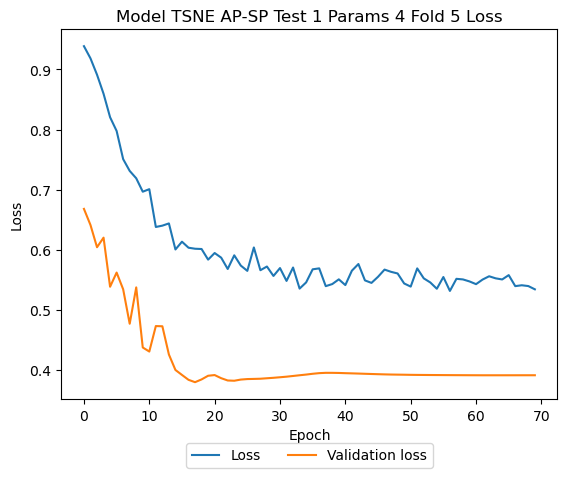 Model TSNE AP-SP Test 1 Params 4 Fold 5 Loss
0.9
0.8
0.7
0.6
0.5
0.4
Loss
0 10 20 30 40 50 60 70
Epoch
Loss Validation loss